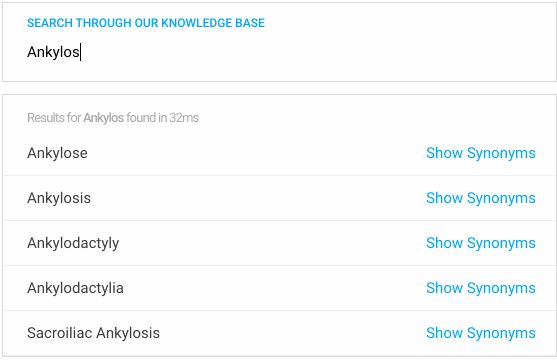 SEARCH THROUGH OUR KNOWLEDGE BASE
Ankylos
Results for Ankylos found in 32ms
Ankylose Show Synonyms
Ankylosis Show Synonyms
Ankylodactyly Show Synonyms
Ankylodactylia Show Synonyms
Sacroiliac Ankylosis Show Synonyms